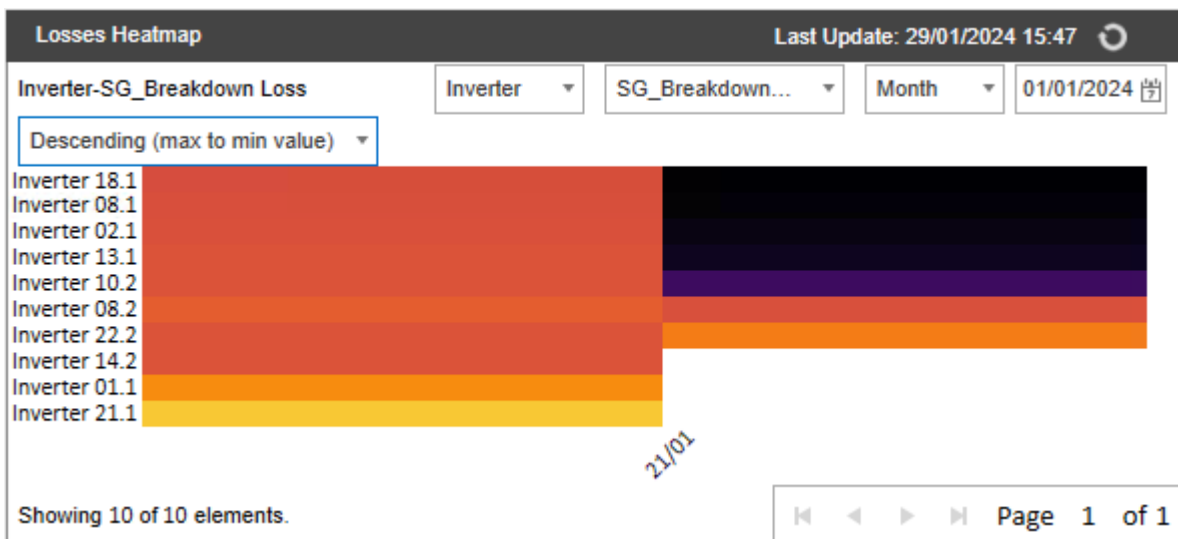 Losses Heatmap Last Update: 29/01/2024 15:47
Inverter-SG_Breakdown Loss Inverter SG_Breakdown... Month 01/01/2024
Descending (max to min value)
Inverter 18.1
Inverter 08.1
Inverter 02.1
Inverter 13.1
Inverter 10.2
Inverter 08.2
Inverter 22.2
Inverter 14.2
Inverter 01.1
Inverter 21.1
21/01
Showing 10 of 10 elements. Page 1 of 1